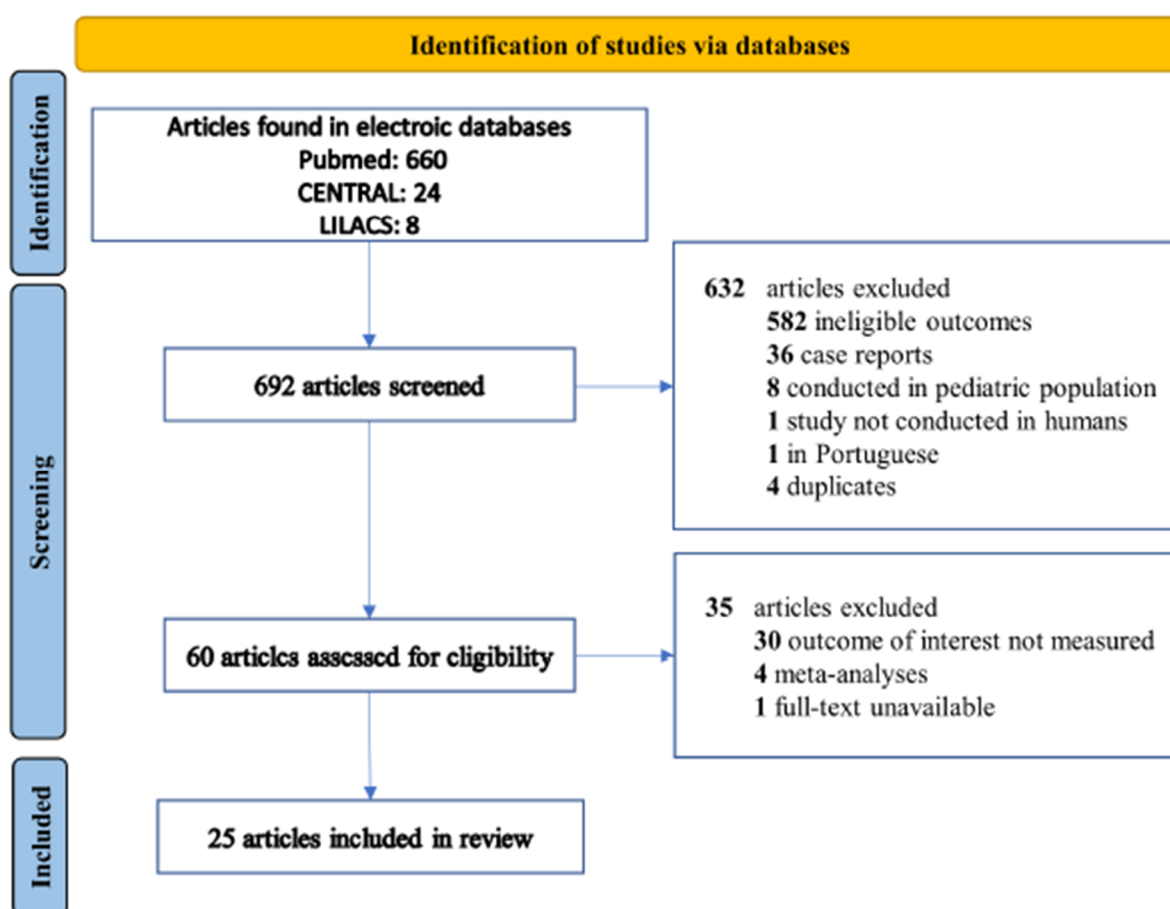 Identification of studies via databases
Identification
Articles found in electroic databases
Pubmed: 660
CENTRAL: 24
LILACS: 8
632 articles excluded
582 ineligible outcomes
36 case reports
8 conducted in pediatric population
1 study not conducted in humans
1 in Portuguese
4 duplicates
Screening
692 articles screened
60 articles assessed for eligibility
35 articles excluded
30 outcome of interest not measured
4 meta-analyses
1 full-text unavailable
Included
25 articles included in review